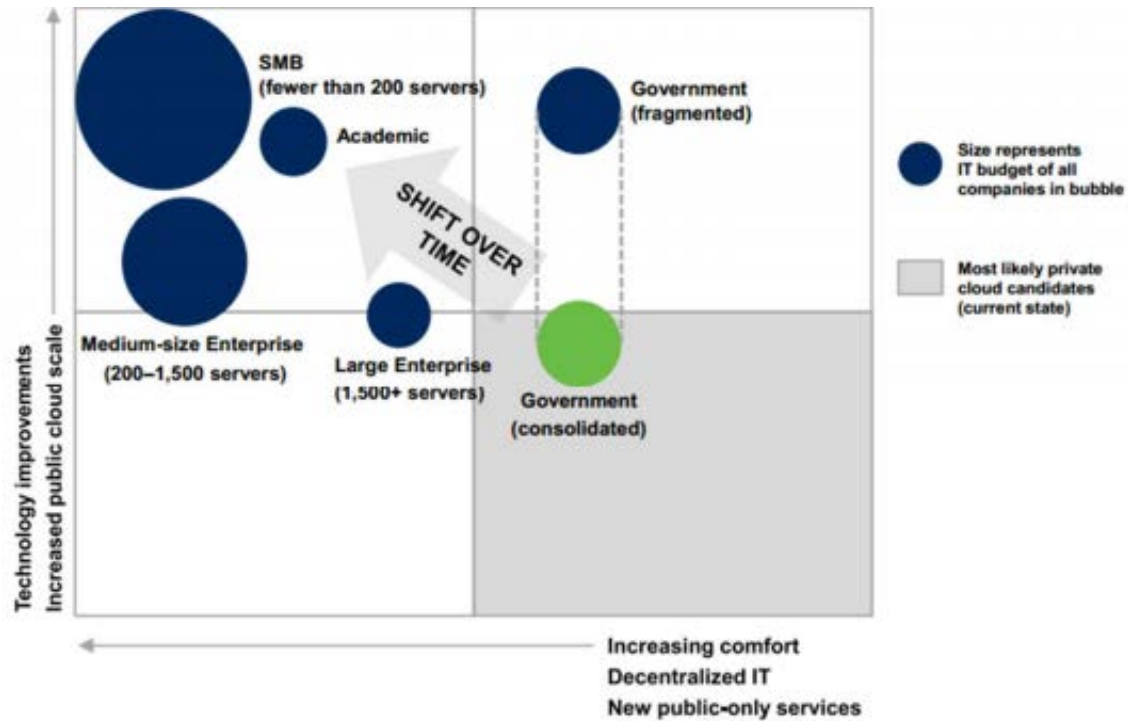 SMB
(fewer than 200 servers)
Academic
Government
(fragmented)
SHIFT OVER
TIME
Medium-size Enterprise
(200–1,500 servers)
Large Enterprise
(1,500+ servers)
Government
(consolidated)
Size represents
IT budget of all
companies in bubble
Most likely private
cloud candidates
(current state)
Technology improvements
Increased public cloud scale
Increasing comfort
Decentralized IT
New public-only services